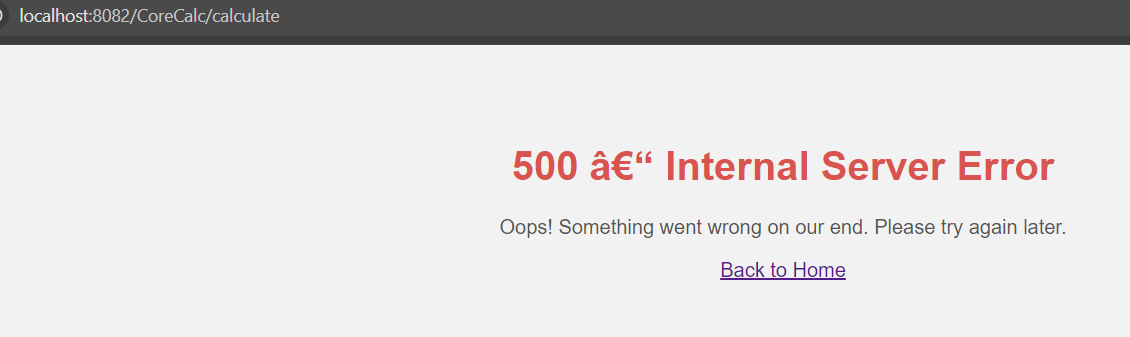 localhost:8082/CoreCalc/calculate
500 â€“ Internal Server Error
Oops! Something went wrong on our end. Please try again later.
Back to Home